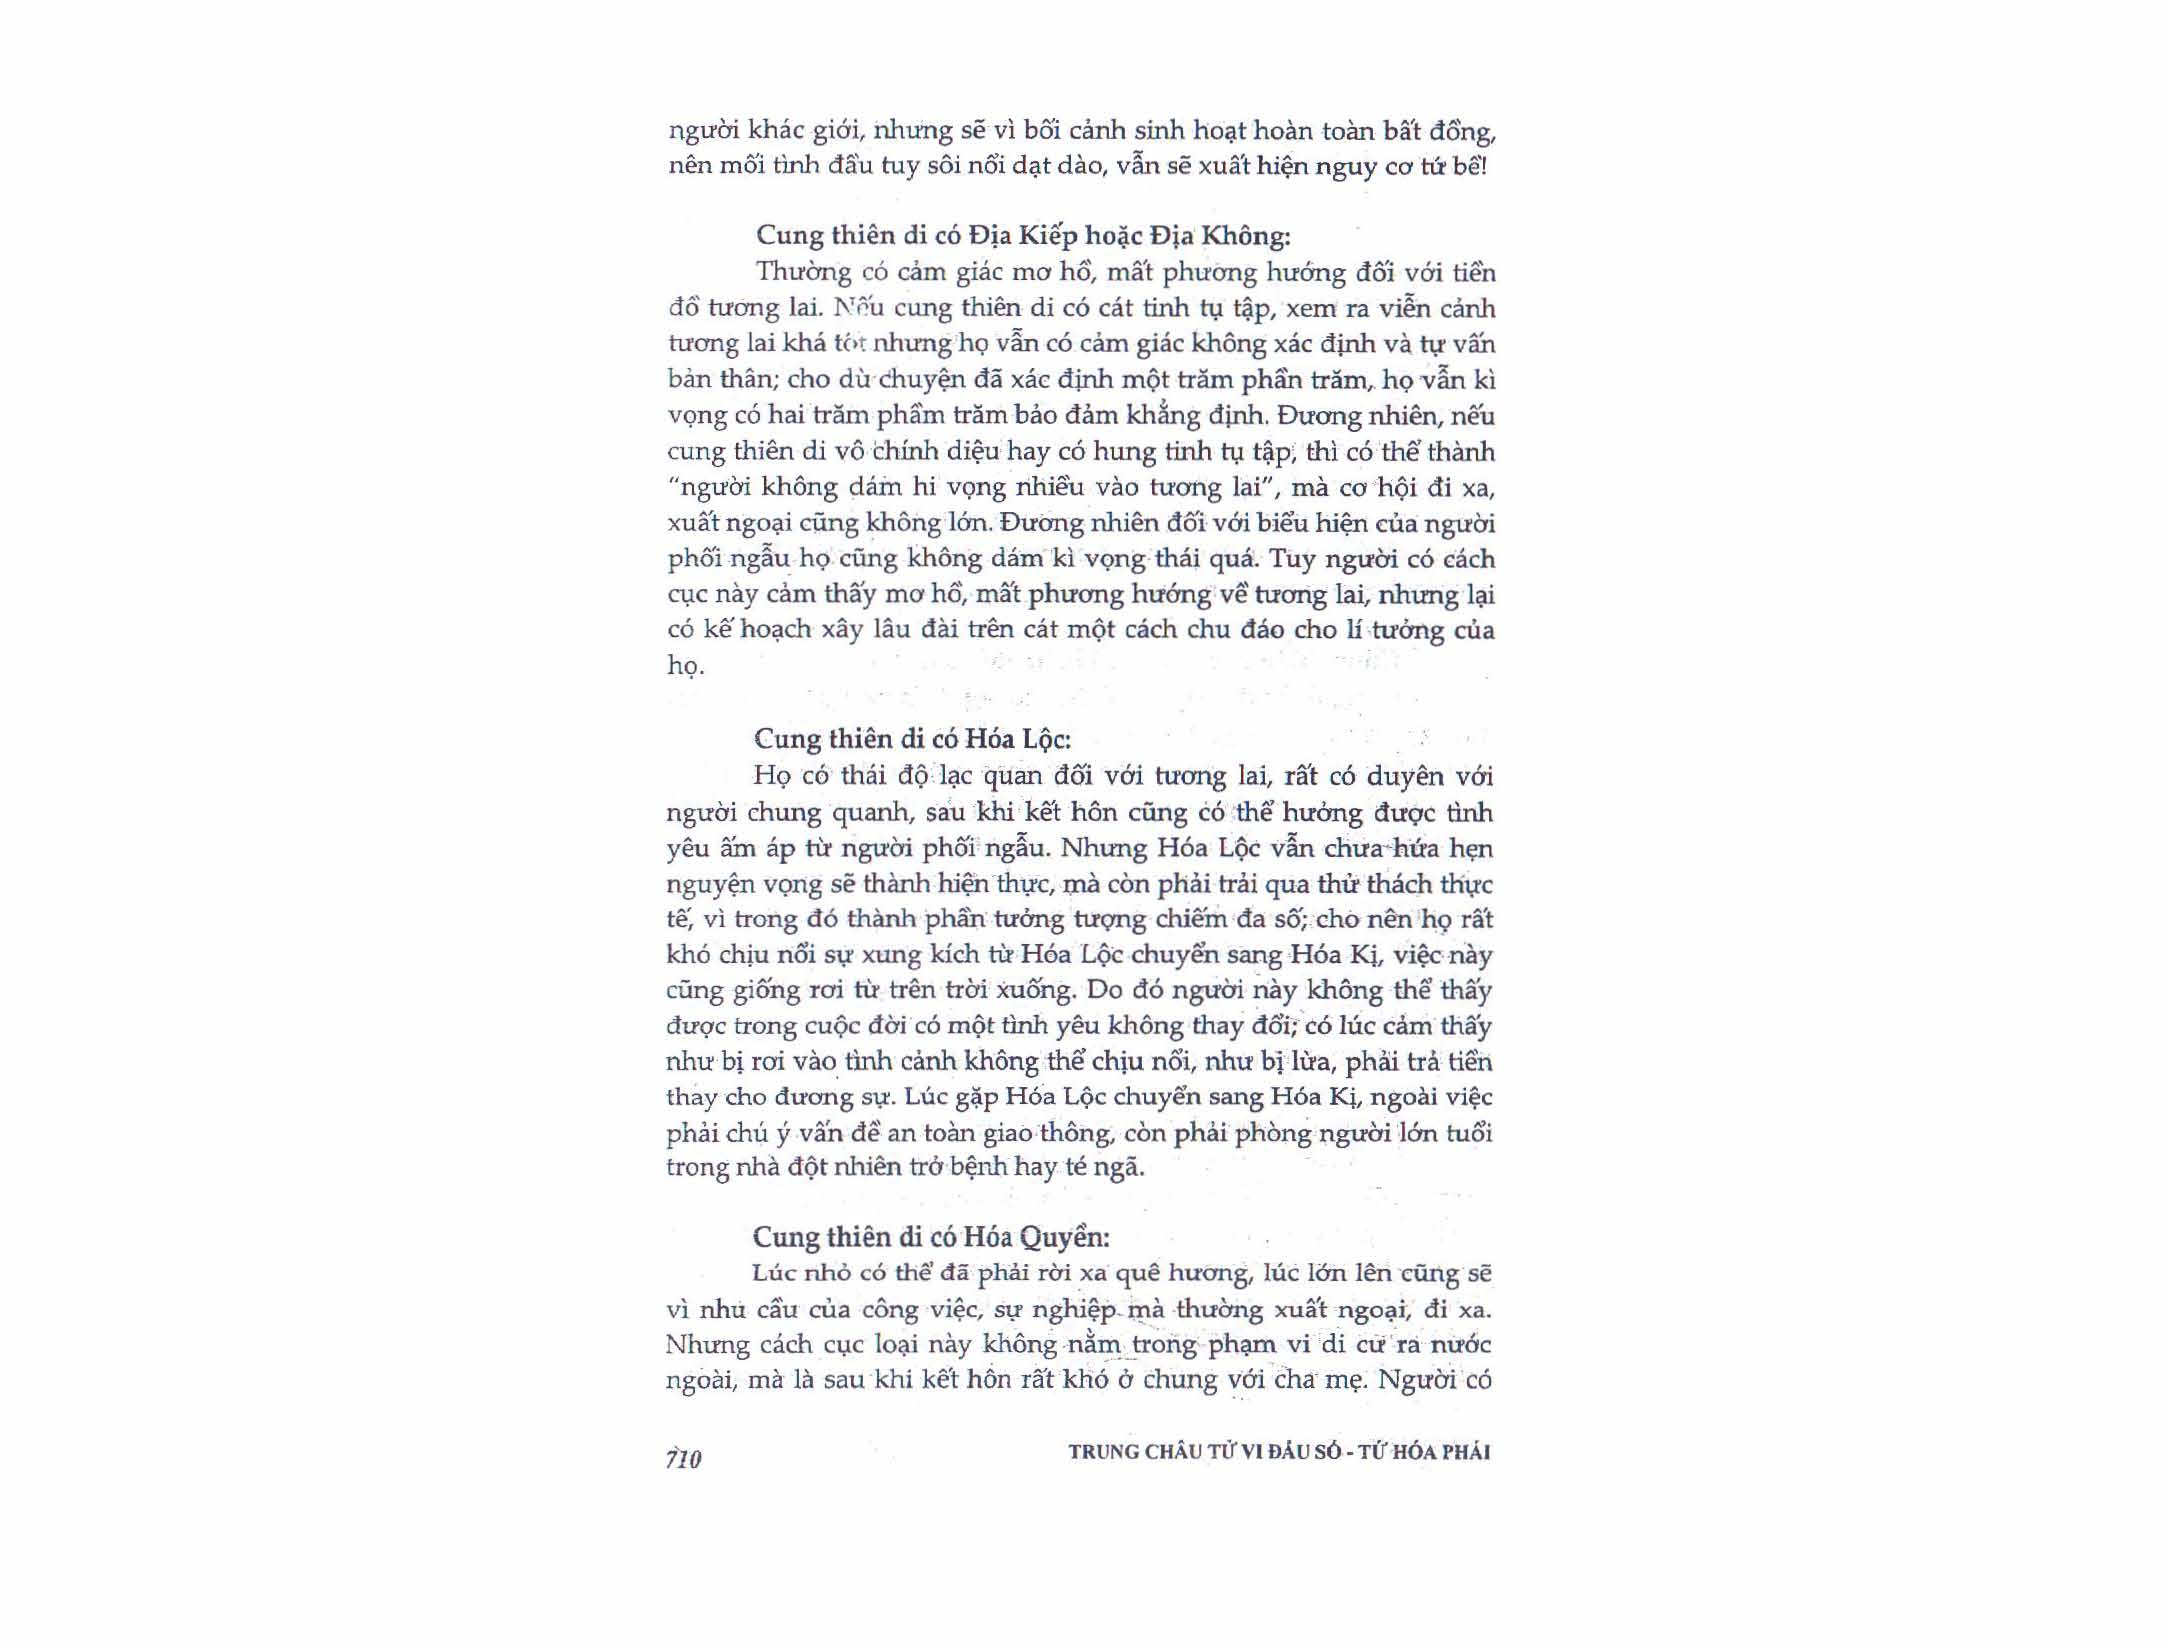 người khác giới, nhưng sẽ vì bối cảnh sinh hoạt hoàn toàn bất đồng,
nên mối tình đầu tuy sôi nổi dạt dào, vẫn sẽ xuất hiện nguy cơ tứ bề!
Cung thiên di có Địa Kiếp hoặc Địa Không:
Thường có cảm giác mơ hồ, mất phương hướng đối với tiền
đồ tương lai. Nếu cung thiên di có cát tinh tụ tập, xem ra viễn cảnh
tương lai khá tốt nhưng họ vẫn có cảm giác không xác định và tự vấn
bản thân; cho dù chuyện đã xác định một trăm phần trăm, họ vẫn kì
vọng có hai trăm phầm trăm bảo đảm khẳng định. Đương nhiên, nếu
cung thiên di vô chính diệu hay có hung tinh tụ tập, thì có thể thành
"người không dám hi vọng nhiều vào tương lai", mà cơ hội đi xa,
xuất ngoại cũng không lớn. Đương nhiên đối với biểu hiện của người
phối ngẫu họ cũng không dám kì vọng thái quá. Tuy người có cách
cục này cảm thấy mơ hồ, mất phương hướng về tương lai, nhưng lại
có kế hoạch xây lâu đài trên cát một cách chu đáo cho lí tưởng của
họ.
Cung thiên di có Hóa Lộc:
Họ có thái độ lạc quan đối với tương lai, rất có duyên với
người chung quanh, sau khi kết hôn cũng có thể hưởng được tình
yêu ấm áp từ người phối ngẫu. Nhưng Hóa Lộc vẫn chưa hứa hẹn
nguyện vọng sẽ thành hiện thực, mà còn phải trải qua thử thách thực
tế, vì trong đó thành phần tưởng tượng chiếm đa số; cho nên họ rất
khó chịu nổi sự xung kích từ Hóa Lộc chuyển sang Hóa Kị, việc này
cũng giống rơi từ trên trời xuống. Do đó người này không thể thấy
được trong cuộc đời có một tình yêu không thay đổi; có lúc cảm thấy
như bị rơi vào tình cảnh không thể chịu nổi, như bị lừa, phải trả tiền
thay cho đương sự. Lúc gặp Hóa Lộc chuyển sang Hóa Kị, ngoài việc
phải chú ý vấn đề an toàn giao thông, còn phải phòng người lớn tuổi
trong nhà đột nhiên trở bệnh hay té ngã.
Cung thiên di có Hóa Quyền:
Lúc nhỏ có thể đã phải rời xa quê hương, lúc lớn lên cũng sẽ
vì nhu cầu của công việc, sự nghiệp mà thường xuất ngoại, đi xa.
Nhưng cách cục loại này không nằm trong phạm vi di cư ra nước
ngoài, mà là sau khi kết hôn rất khó ở chung với cha mẹ. Người có
710
TRUNG CHÂU TỬ VI ĐẨU SỐ - TỨ HÓA PHÁI